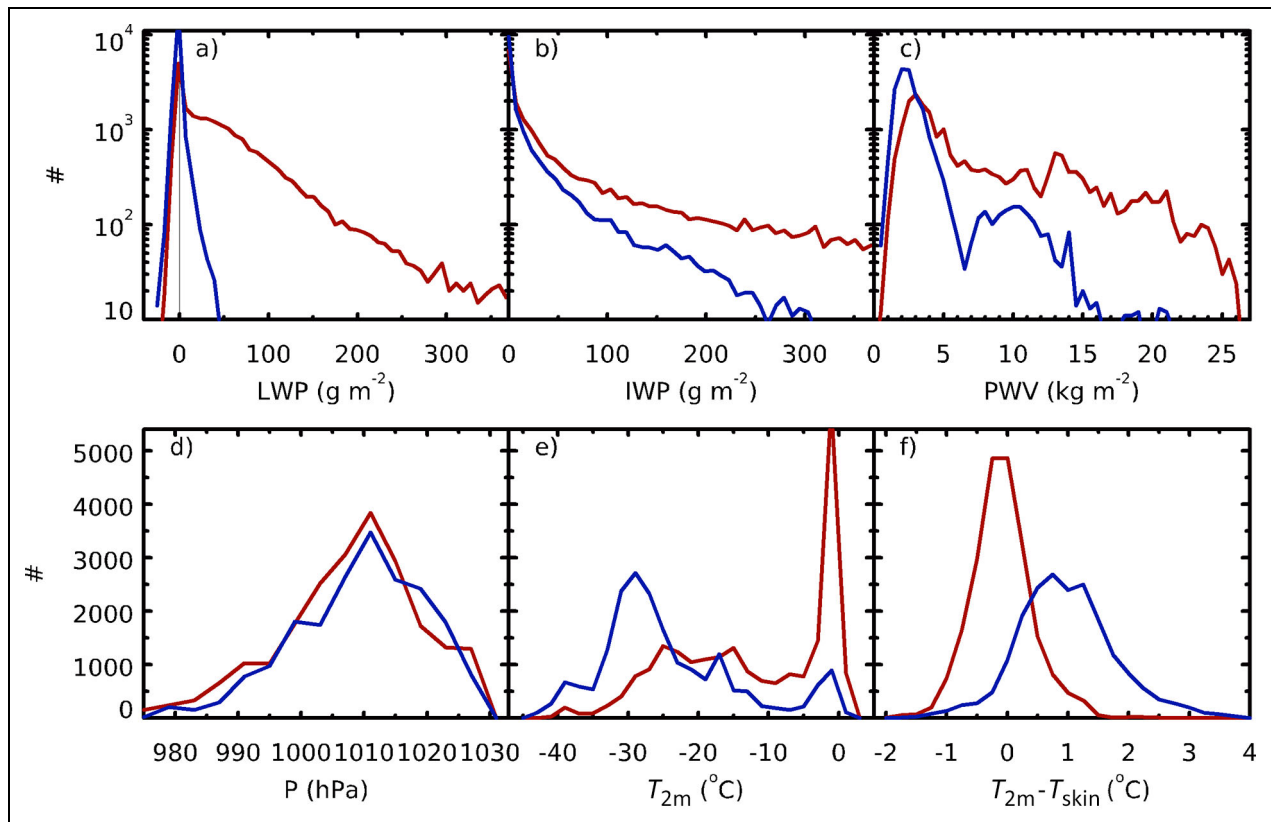 10⁴
10³
10²
10
#
a)
b)
c)
0 100 200 300
0 100 200 300
0 5 10 15 20 25
LWP (g m⁻²)
IWP (g m⁻²)
PWV (kg m⁻²)
5000
4000
3000
2000
1000
0
#
d)
e)
f)
980 990 1000 1010 1020 1030
-40 -30 -20 -10 0
-2 -1 0 1 2 3 4
P (hPa)
T2m (°C)
T2m-Tskin (°C)